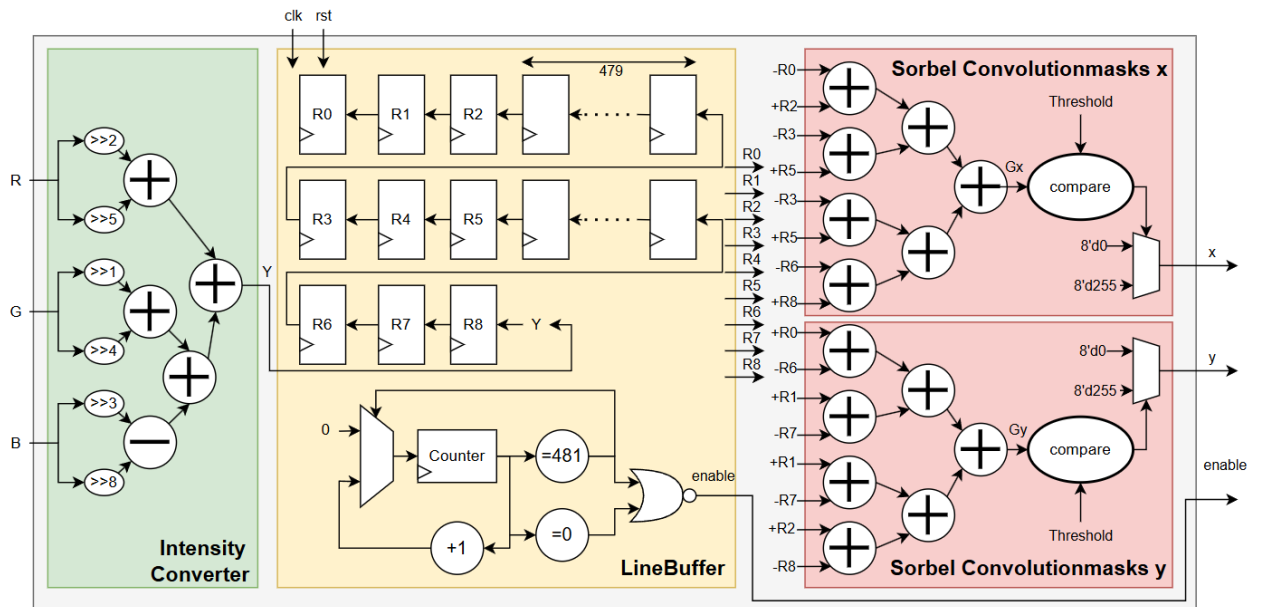 clk
rst
R
>>2
>>5
G
>>1
>>4
B
>>3
>>8
Y
Intensity
Converter
479
R0
R1
R2
R3
R4
R5
R6
R7
R8
Y
0
Counter
=481
=0
+1
enable
LineBuffer
R0
R1
R2
R3
R4
R5
R6
R7
R8
Sorbel Convolutionmasks x
-R0
+R2
-R3
+R5
-R3
+R5
-R6
+R8
Gx
Threshold
compare
8'd0
8'd255
x
+R0
-R6
+R1
-R7
+R1
-R7
+R2
-R8
Gy
compare
Threshold
8'd0
8'd255
y
enable
Sorbel Convolutionmasks y